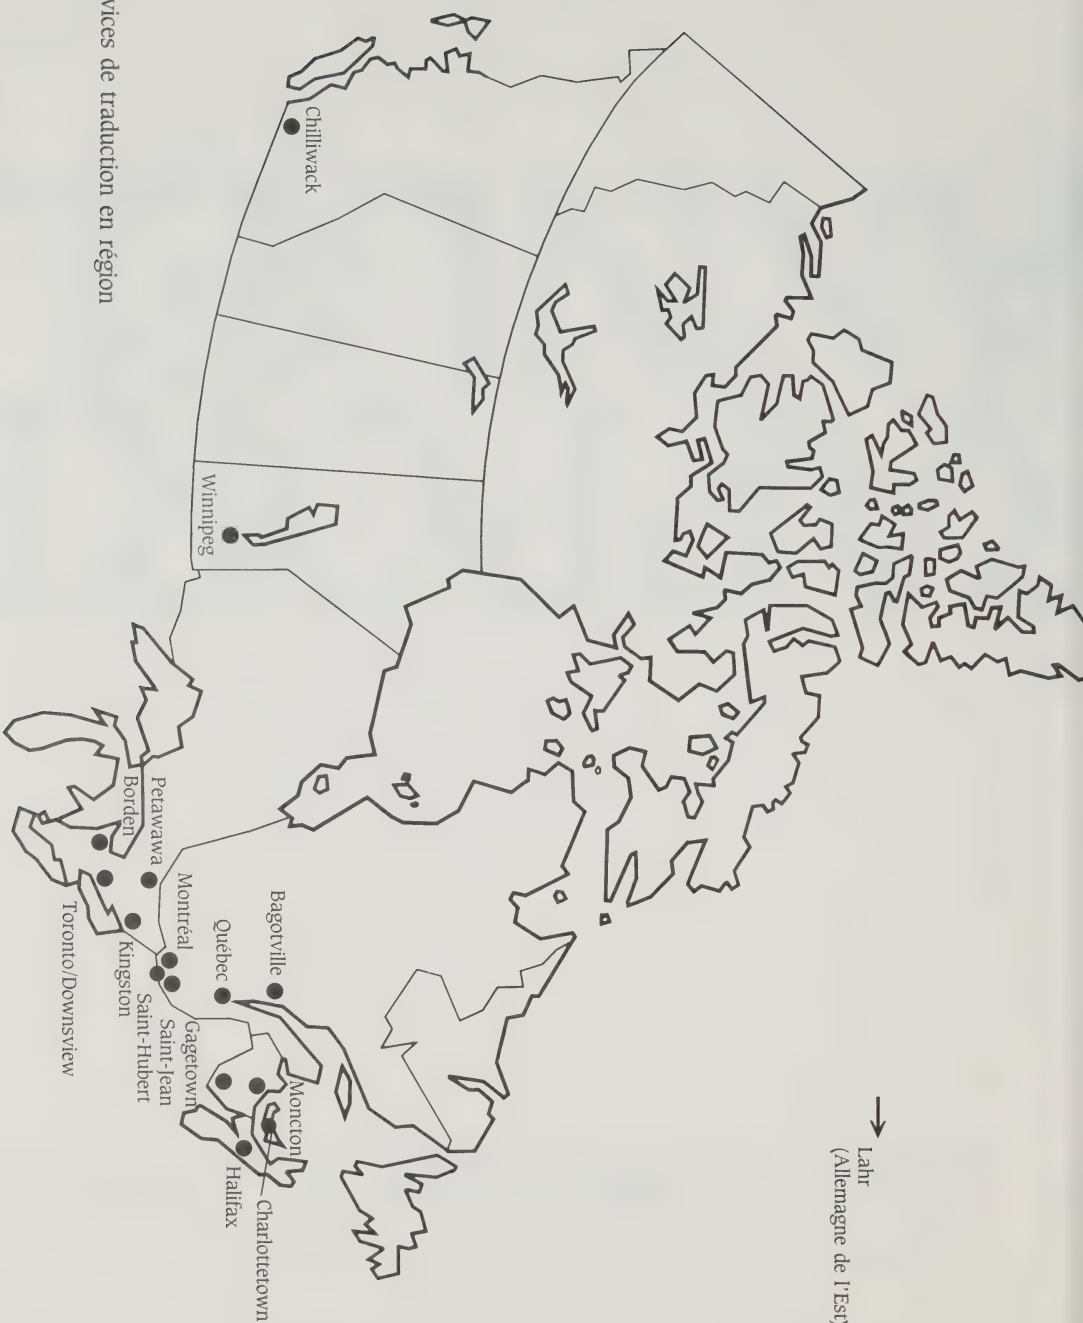 Lahr
(Allemagne de l'Est)
Chilliwack
Winnipeg
Bagotville
Québec
Moncton
Charlottetown
Halifax
Gagetown
Saint-Jean
Saint-Hubert
Montréal
Petawawa
Borden
Kingston
Toronto/Downsview
vices de traduction en région